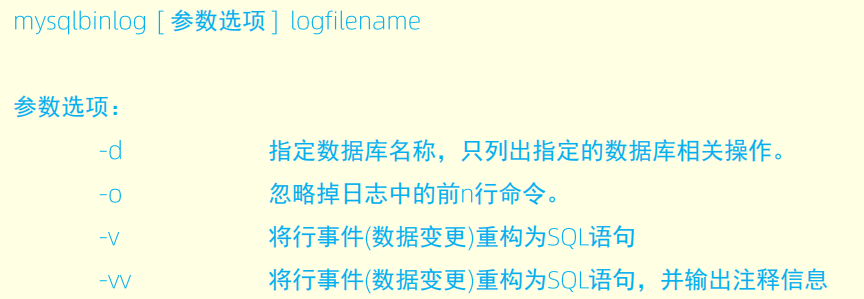 mysqlbinlog [ 参数选项 ] logfilename
参数选项：
-d 指定数据库名称，只列出指定的数据库相关操作。
-o 忽略掉日志中的前n行命令。
-v 将行事件(数据变更)重构为SQL语句
-vv 将行事件(数据变更)重构为SQL语句，并输出注释信息